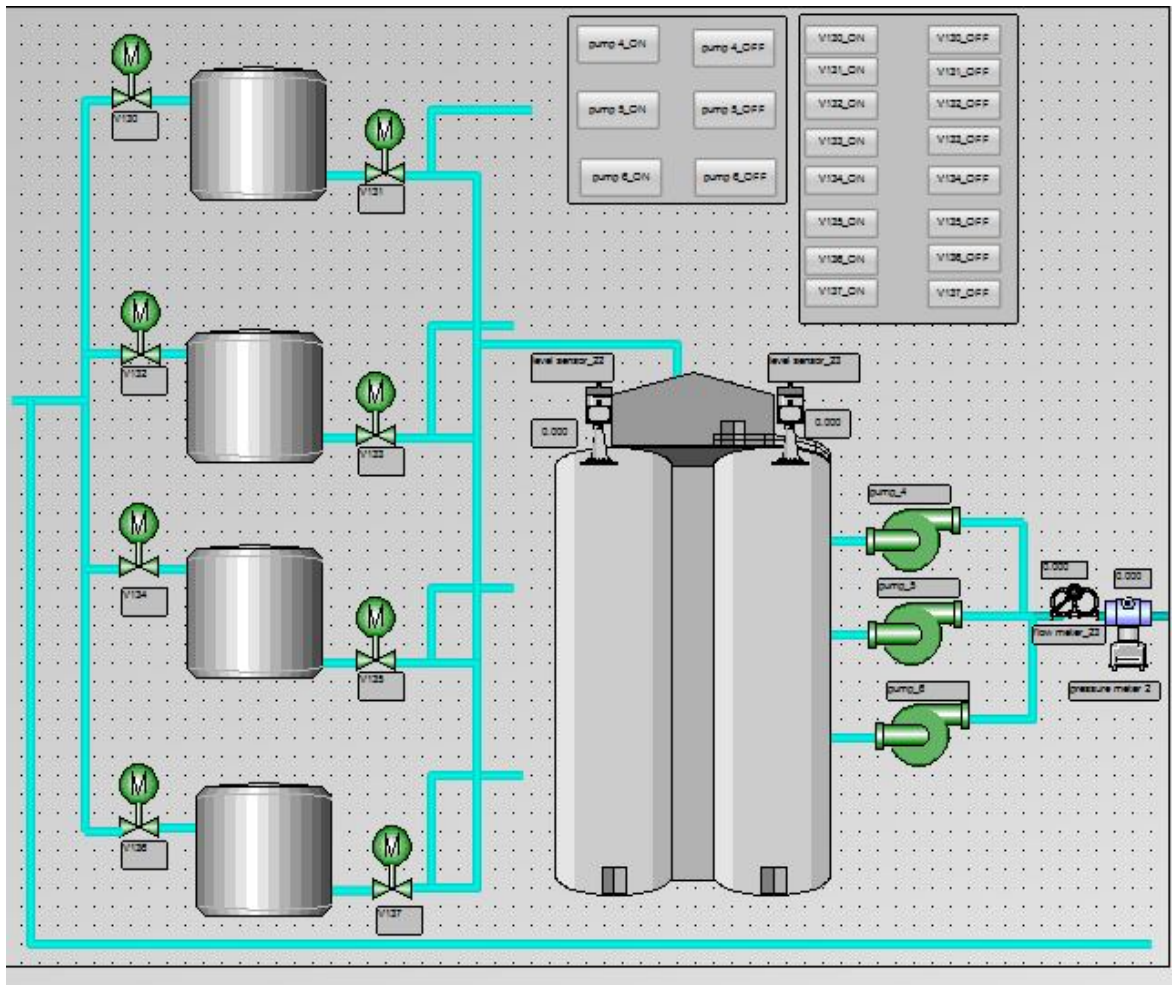 M
V130
M
V131
M
V132
M
V133
M
V134
M
V135
M
V136
M
V137
pump 4_ON
pump 4_OFF
pump 5_ON
pump 5_OFF
pump 6_ON
pump 6_OFF
V130_ON
V130_OFF
V131_ON
V131_OFF
V132_ON
V132_OFF
V133_ON
V133_OFF
V134_ON
V134_OFF
V135_ON
V135_OFF
V136_ON
V136_OFF
V137_ON
V137_OFF
level sensor_22
level sensor_23
0.000
0.000
pump_4
pump_5
pump_6
0.000
0.000
flow meter_23
pressure meter 2